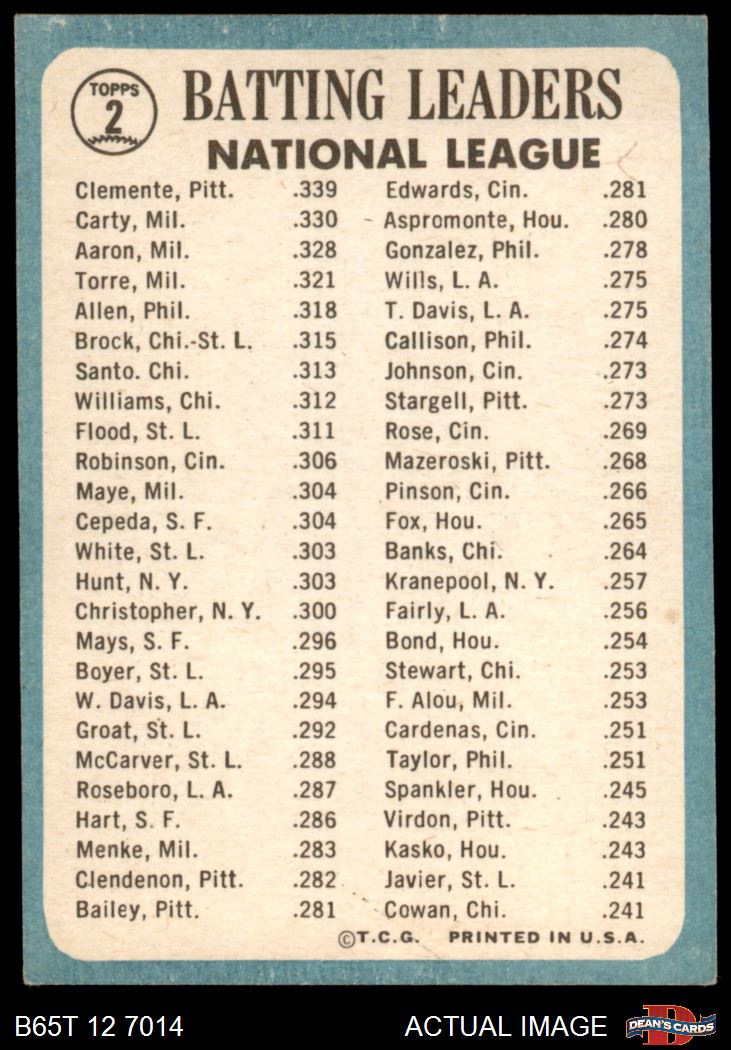 TOPPS
2
BATTING LEADERS
NATIONAL LEAGUE
Clemente, Pitt. .339
Carty, Mil. .330
Aaron, Mil. .328
Torre, Mil. .321
Allen, Phil. .318
Brock, Chi.-St. L. .315
Santo. Chi. .313
Williams, Chi. .312
Flood, St. L. .311
Robinson, Cin. .306
Maye, Mil. .304
Cepeda, S. F. .304
White, St. L. .303
Hunt, N. Y. .303
Christopher, N. Y. .300
Mays, S. F. .296
Boyer, St. L. .295
W. Davis, L. A. .294
Groat, St. L. .292
McCarver, St. L. .288
Roseboro, L. A. .287
Hart, S. F. .286
Menke, Mil. .283
Clendenon, Pitt. .282
Bailey, Pitt. .281
Edwards, Cin. .281
Aspromonte, Hou. .280
Gonzalez, Phil. .278
Wills, L. A. .275
T. Davis, L. A. .275
Callison, Phil. .274
Johnson, Cin. .273
Stargell, Pitt. .273
Rose, Cin. .269
Mazeroski, Pitt. .268
Pinson, Cin. .266
Fox, Hou. .265
Banks, Chi. .264
Kranepool, N. Y. .257
Fairly, L. A. .256
Bond, Hou. .254
Stewart, Chi. .253
F. Alou, Mil. .253
Cardenas, Cin. .251
Taylor, Phil. .251
Spankler, Hou. .245
Virdon, Pitt. .243
Kasko, Hou. .243
Javier, St. L. .241
Cowan, Chi. .241
©T.C.G. PRINTED IN U.S.A.
B65T 12 7014 ACTUAL IMAGE
DEAN'S CARDS